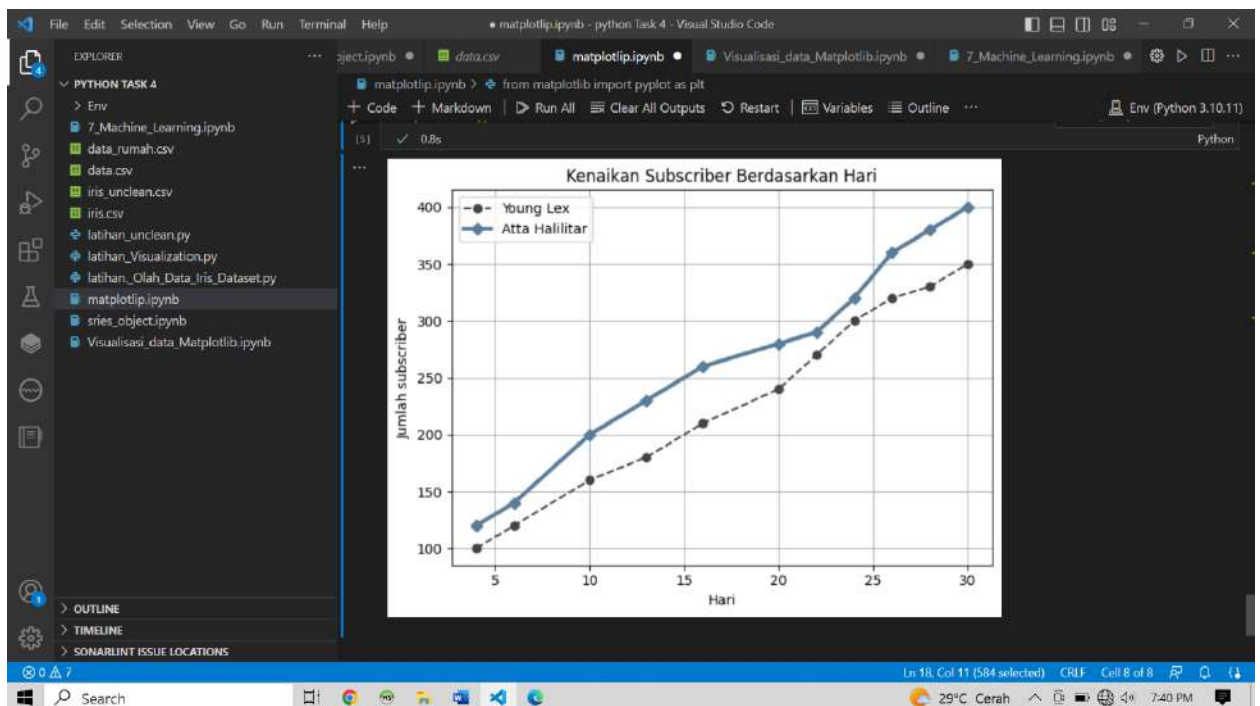 File Edit Selection View Go Run Terminal Help
● matplotlip.ipynb - python Task 4 - Visual Studio Code
EXPLORER
oject.ipynb
data.csv
matplotlip.ipynb
Visualisasi_data_Matplotlib.ipynb
7_Machine_Learning.ipynb
PYTHON TASK 4
> Env
7_Machine_Learning.ipynb
data_rumah.csv
data.csv
iris_unclean.csv
iris.csv
latihan_unclean.py
latihan_Visualization.py
latihan._Olah_Data_Iris_Dataset.py
matplotlip.ipynb
sries_object.ipynb
Visualisasi_data_Matplotlib.ipynb
> OUTLINE
> TIMELINE
> SONARLINT ISSUE LOCATIONS
4
1
matplotlip.ipynb > from matplotlib import pyplot as plt
+ Code + Markdown Run All Clear All Outputs Restart Variables Outline ...
Env (Python 3.10.11)
[5] ✓ 0.8s
Python
...
Kenaikan Subscriber Berdasarkan Hari
Young Lex
Atta Halilitar
Jumlah subscriber
400
350
300
250
200
150
100
5 10 15 20 25 30
Hari
0 7
Ln 18, Col 11 (584 selected) CRLF Cell 8 of 8
Search
29°C Cerah
7:40 PM